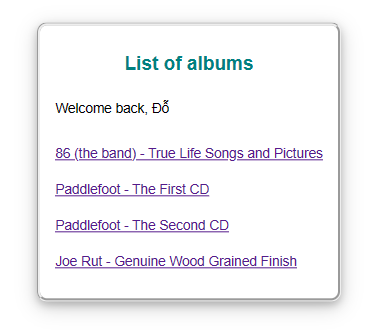 List of albums
Welcome back, Đỗ
86 (the band) - True Life Songs and Pictures
Paddlefoot - The First CD
Paddlefoot - The Second CD
Joe Rut - Genuine Wood Grained Finish